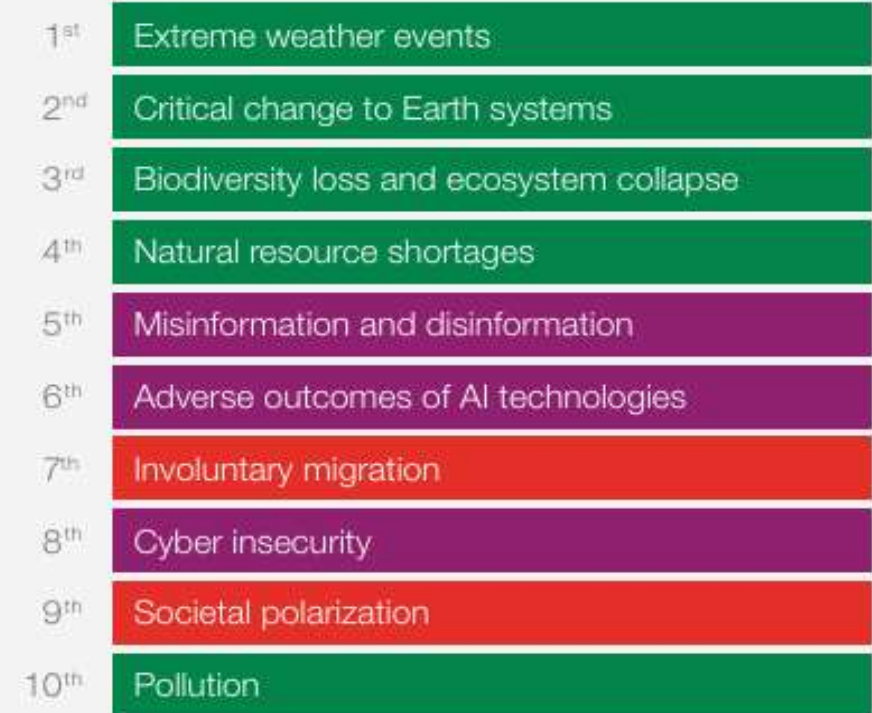 1st Extreme weather events
2nd Critical change to Earth systems
3rd Biodiversity loss and ecosystem collapse
4th Natural resource shortages
5th Misinformation and disinformation
6th Adverse outcomes of AI technologies
7th Involuntary migration
8th Cyber insecurity
9th Societal polarization
10th Pollution